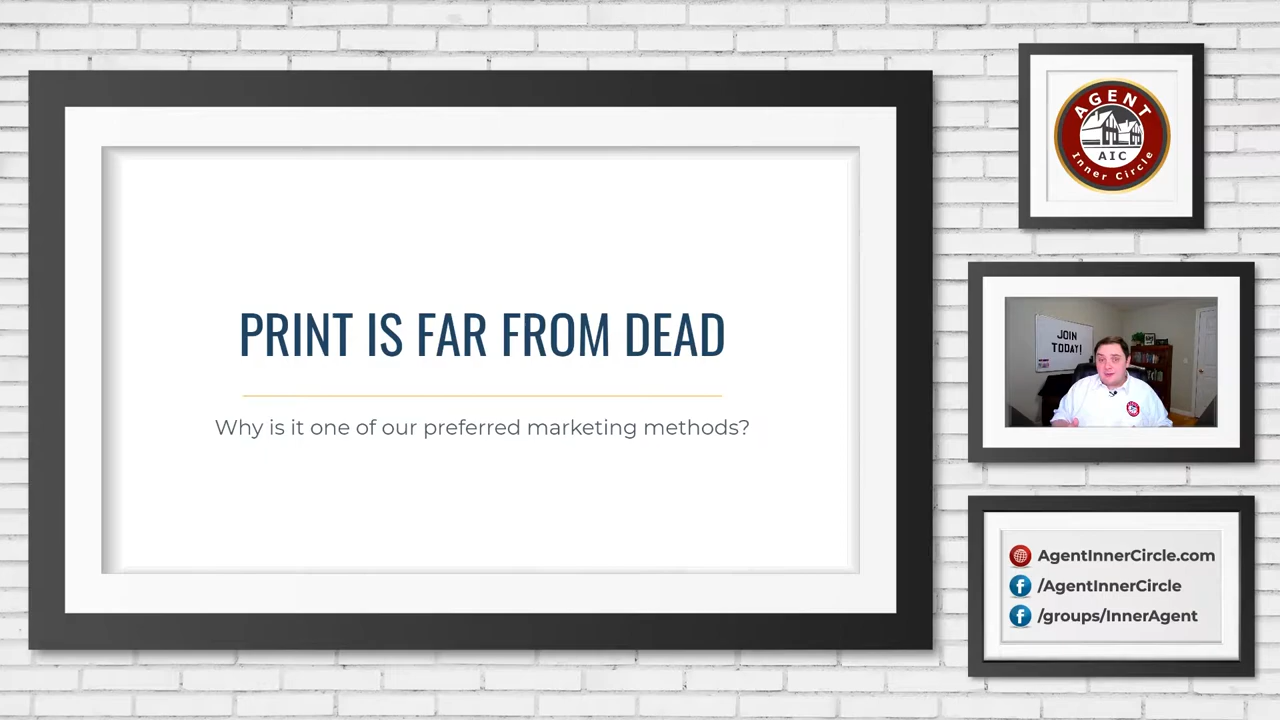 PRINT IS FAR FROM DEAD
Why is it one of our preferred marketing methods?
AGENT
AIC
Inner Circle
JOIN
TODAY!
AgentInnerCircle.com
/AgentInnerCircle
/groups/InnerAgent